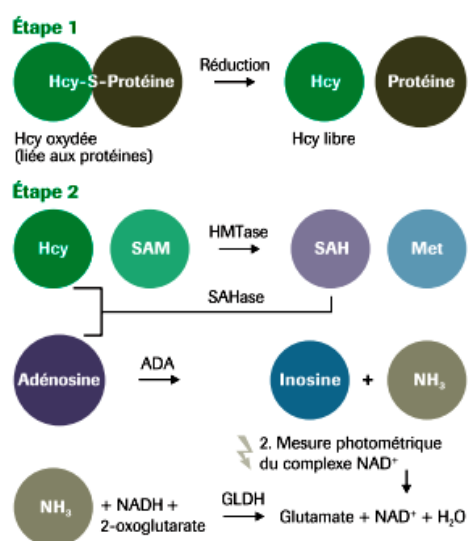 Étape 1
Hcy-S-Protéine
Réduction
Hcy
Protéine
Hcy oxydée
(liée aux protéines)
Hcy libre
Étape 2
Hcy
SAM
HMTase
SAH
Met
SAHase
Adénosine
ADA
Inosine
+
NH₃
2. Mesure photométrique
du complexe NAD⁺
NH₃
+ NADH +
2-oxoglutarate
GLDH
Glutamate + NAD⁺ + H₂O